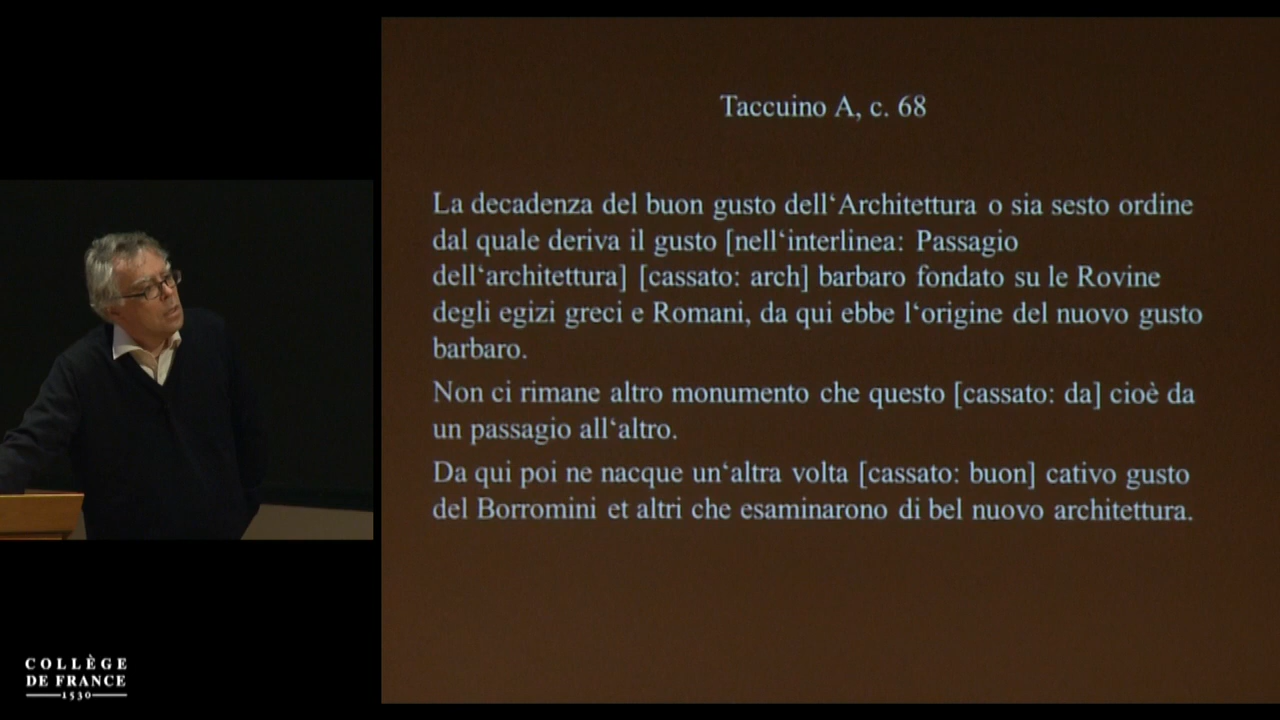 Taccuino A, c. 68
La decadenza del buon gusto dell‘Architettura o sia sesto ordine
dal quale deriva il gusto [nell‘interlinea: Passagio
dell‘architettura] [cassato: arch] barbaro fondato su le Rovine
degli egizi greci e Romani, da qui ebbe l‘origine del nuovo gusto
barbaro.
Non ci rimane altro monumento che questo [cassato: da] cioè da
un passagio all‘altro.
Da qui poi ne nacque un‘altra volta [cassato: buon] cativo gusto
del Borromini et altri che esaminarono di bel nuovo architettura.
COLLÈGE
DE FRANCE
1530